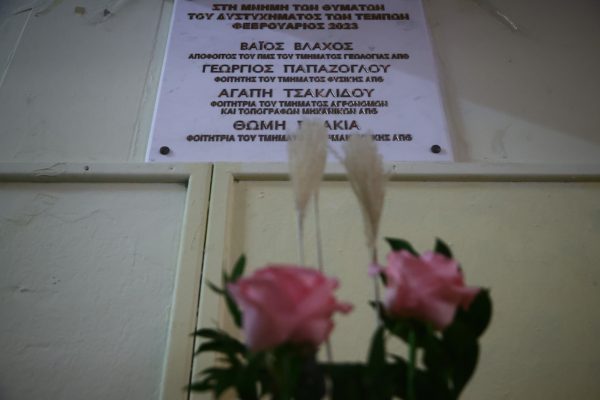 ΣΤΗ ΜΝΗΜΗ ΤΩΝ ΘΥΜΑΤΩΝ
ΤΟΥ ΔΥΣΤΥΧΗΜΑΤΟΣ ΤΩΝ ΤΕΜΠΩΝ
ΦΕΒΡΟΥΑΡΙΟΣ 2023
ΒΑΪΟΣ ΒΛΑΧΟΣ
ΑΠΟΦΟΙΤΟΣ ΤΟΥ ΠΜΣ ΤΟΥ ΤΜΗΜΑΤΟΣ ΓΕΩΛΟΓΙΑΣ ΑΠΘ
ΓΕΩΡΓΙΟΣ ΠΑΠΑΖΟΓΛΟΥ
ΦΟΙΤΗΤΗΣ ΤΟΥ ΤΜΗΜΑΤΟΣ ΦΥΣΙΚΗΣ ΑΠΘ
ΑΓΑΠΗ ΤΣΑΚΛΙΔΟΥ
ΦΟΙΤΗΤΡΙΑ ΤΟΥ ΤΜΗΜΑΤΟΣ ΑΓΡΟΝΟΜΩΝ
ΚΑΙ ΤΟΠΟΓΡΑΦΩΝ ΜΗΧΑΝΙΚΩΝ ΑΠΘ
ΘΩΜΗ
ΦΟΙΤΗΤΡΙΑ ΤΟΥ ΑΠΘ